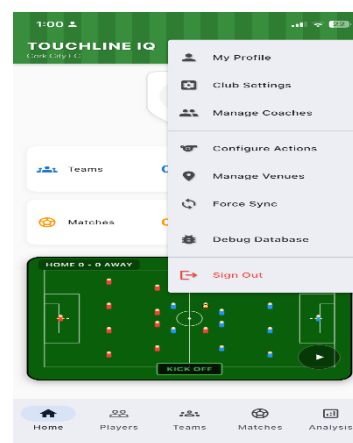 1:00
22
TOUCHLINE IQ
Cork City F.C.
My Profile
Club Settings
Manage Coaches
Configure Actions
Manage Venues
Force Sync
Debug Database
Sign Out
Teams
Matches
HOME 0 - 0 AWAY
KICK OFF
Home
Players
Teams
Matches
Analysis